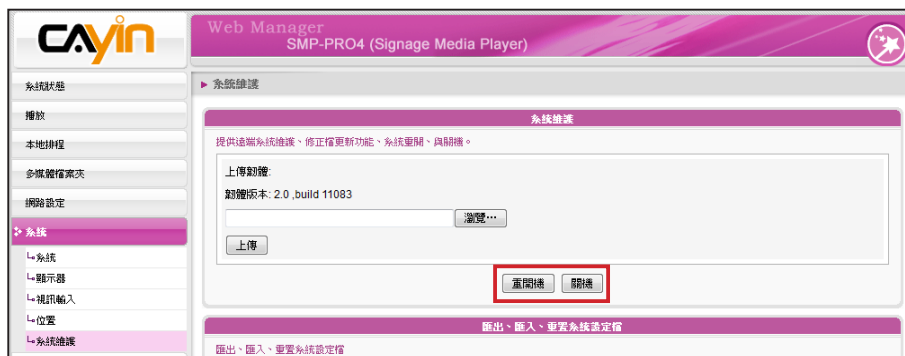 CAYIN
Web Manager
SMP-PRO4 (Signage Media Player)
系統狀態
播放
本地排程
多媒體檔案夾
網路設定
系統
系統
顯示器
視訊輸入
位置
系統維護
系統維護
系統維護
提供遠端系統維護、修正檔更新功能、系統重開、與關機。
上傳韌體:
韌體版本: 2.0 ,build 11083
瀏覽…
上傳
重開機
關機
匯出、匯入、重置系統設定檔
匯出、匯入、重置系統設定檔